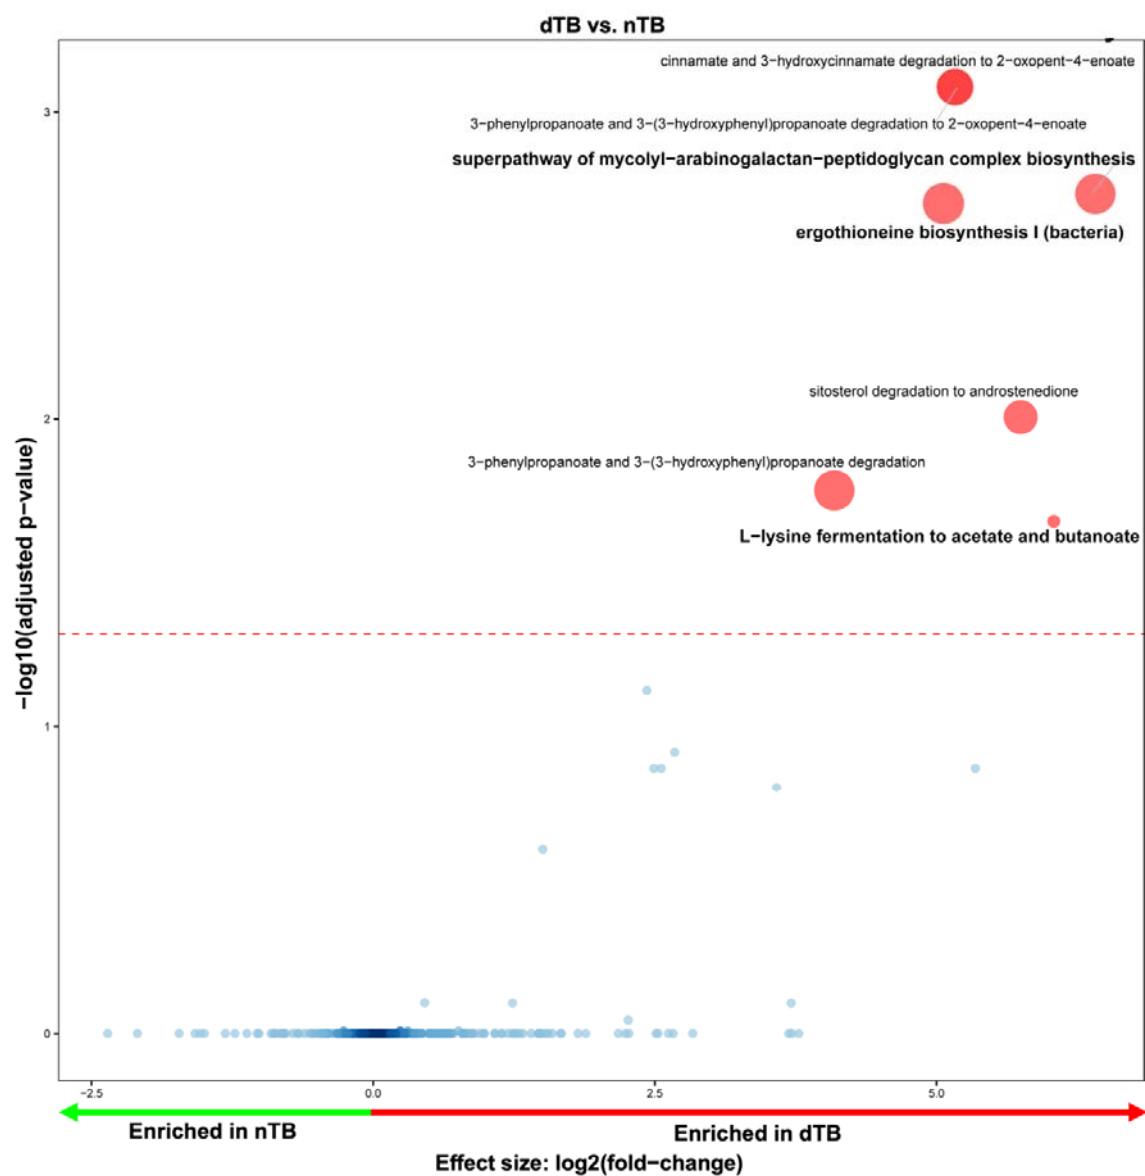 dTB vs. nTB
cinnamate and 3−hydroxycinnamate degradation to 2−oxopent−4−enoate
3
3−phenylpropanoate and 3−(3−hydroxyphenyl)propanoate degradation to 2−oxopent−4−enoate
superpathway of mycolyl−arabinogalactan−peptidoglycan complex biosynthesis
ergothioneine biosynthesis I (bacteria)
sitosterol degradation to androstenedione
2
3−phenylpropanoate and 3−(3−hydroxyphenyl)propanoate degradation
L−lysine fermentation to acetate and butanoate
−log10(adjusted p−value)
1
0
−2.5 0.0 2.5 5.0
Enriched in nTB Enriched in dTB
Effect size: log2(fold−change)